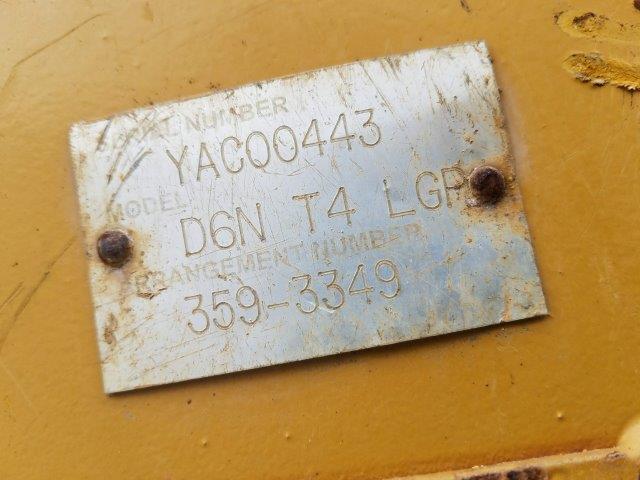 SERIAL NUMBER
YAC00443
MODEL
D6N T4 LGP
ARRANGEMENT NUMBER
359-3349